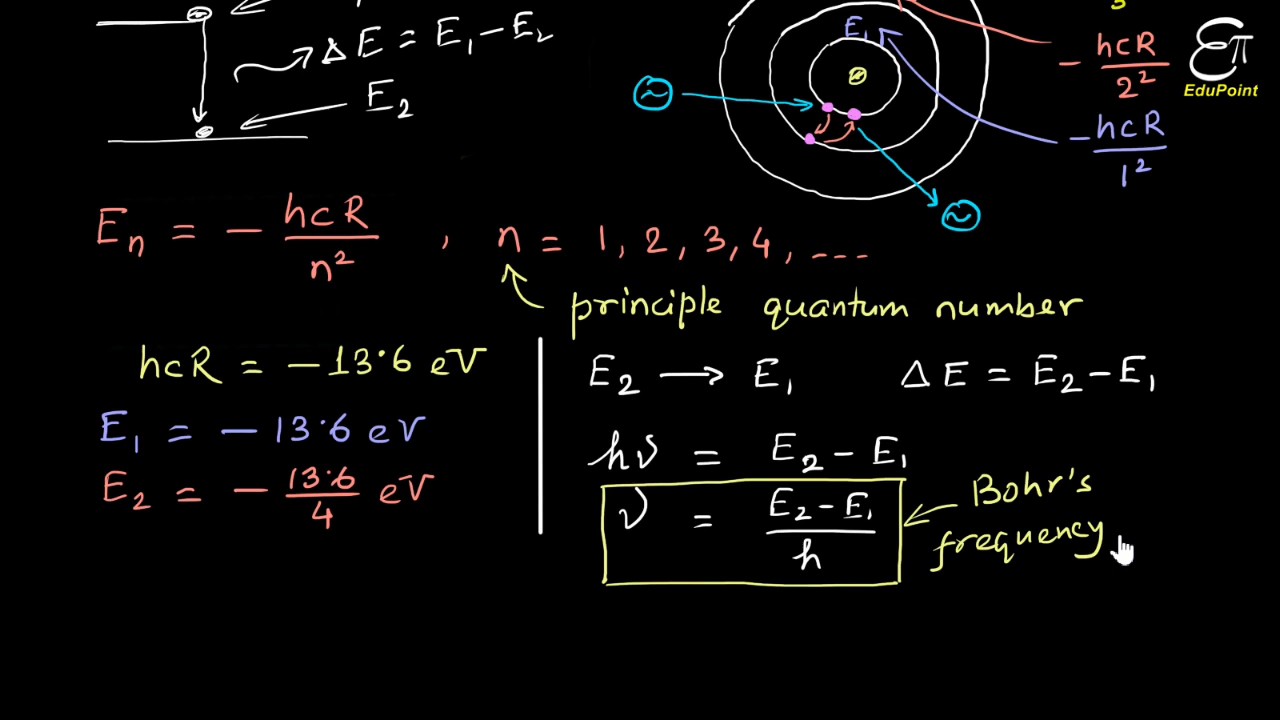 ΔE = E₁ − E₂
E₂
E₁
− hcR / 2²
− hcR / 1²
Eπ
EduPoint
Eₙ = − hcR / n² , n = 1, 2, 3, 4, ...
principle quantum number
hcR = − 13.6 eV
E₁ = − 13.6 eV
E₂ = − 13.6 / 4 eV
E₂ → E₁ ΔE = E₂ − E₁
hν = E₂ − E₁
ν = E₂ − E₁ / h
Bohr's
frequency